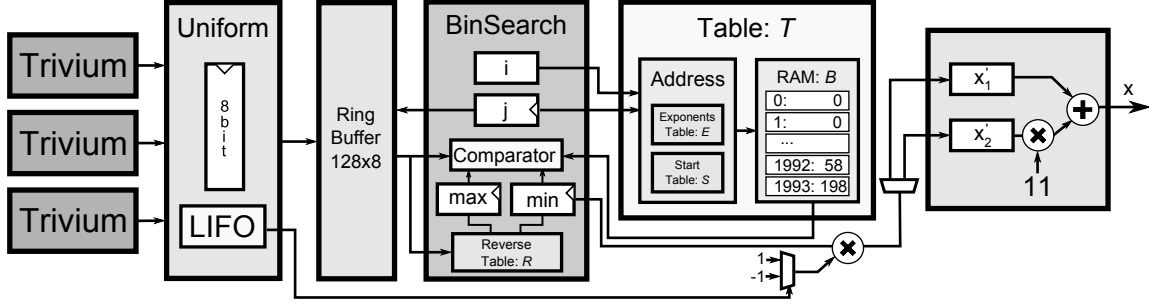 Trivium
Trivium
Trivium
Uniform
8
b
i
t
LIFO
Ring
Buffer
128x8
BinSearch
i
j
Comparator
max
min
Reverse
Table: R
Table: T
Address
Exponents
Table: E
Start
Table: S
RAM: B
0: 0
1: 0
...
1992: 58
1993: 198
1
-1
x'1
x'2
11
x